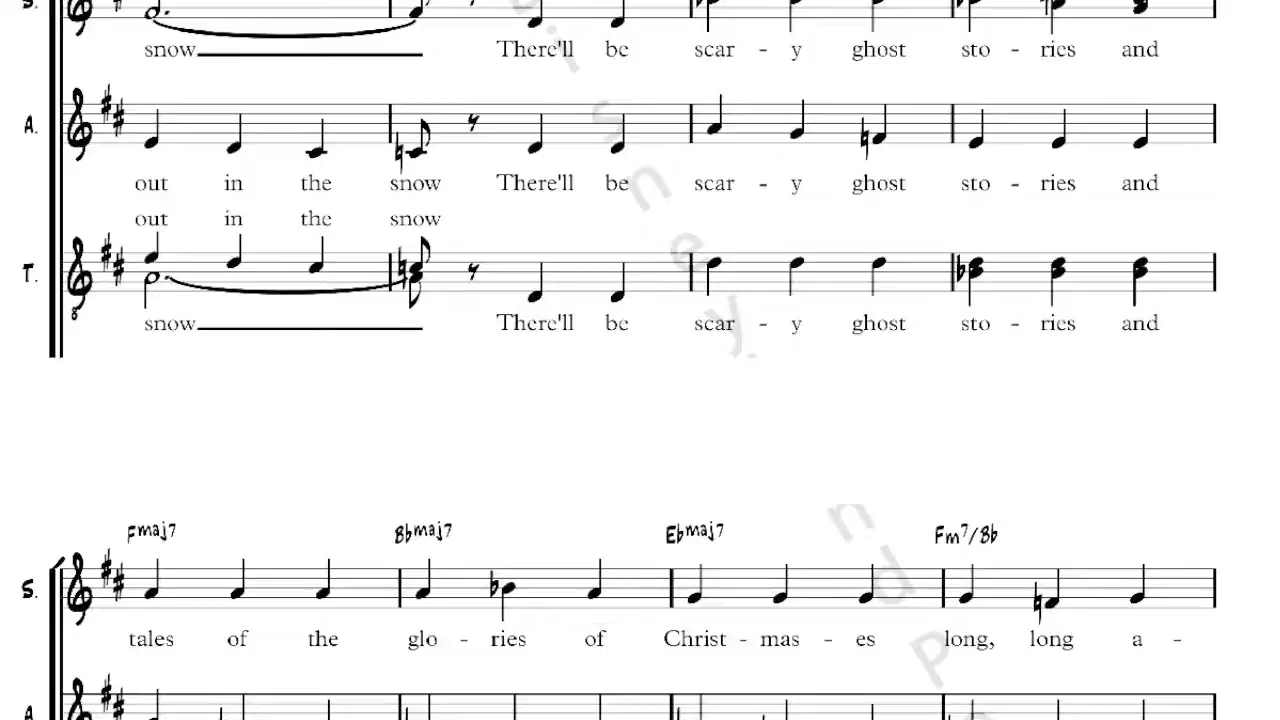 S.
snow There'll be scar - y ghost sto - ries and
A.
out in the snow There'll be scar - y ghost sto - ries and
out in the snow
T.
8
snow There'll be scar - y ghost sto - ries and
Fmaj7 Bbmaj7 Ebmaj7 Fm7/Bb
S.
tales of the glo - ries of Christ - mas - es long, long a -
A.